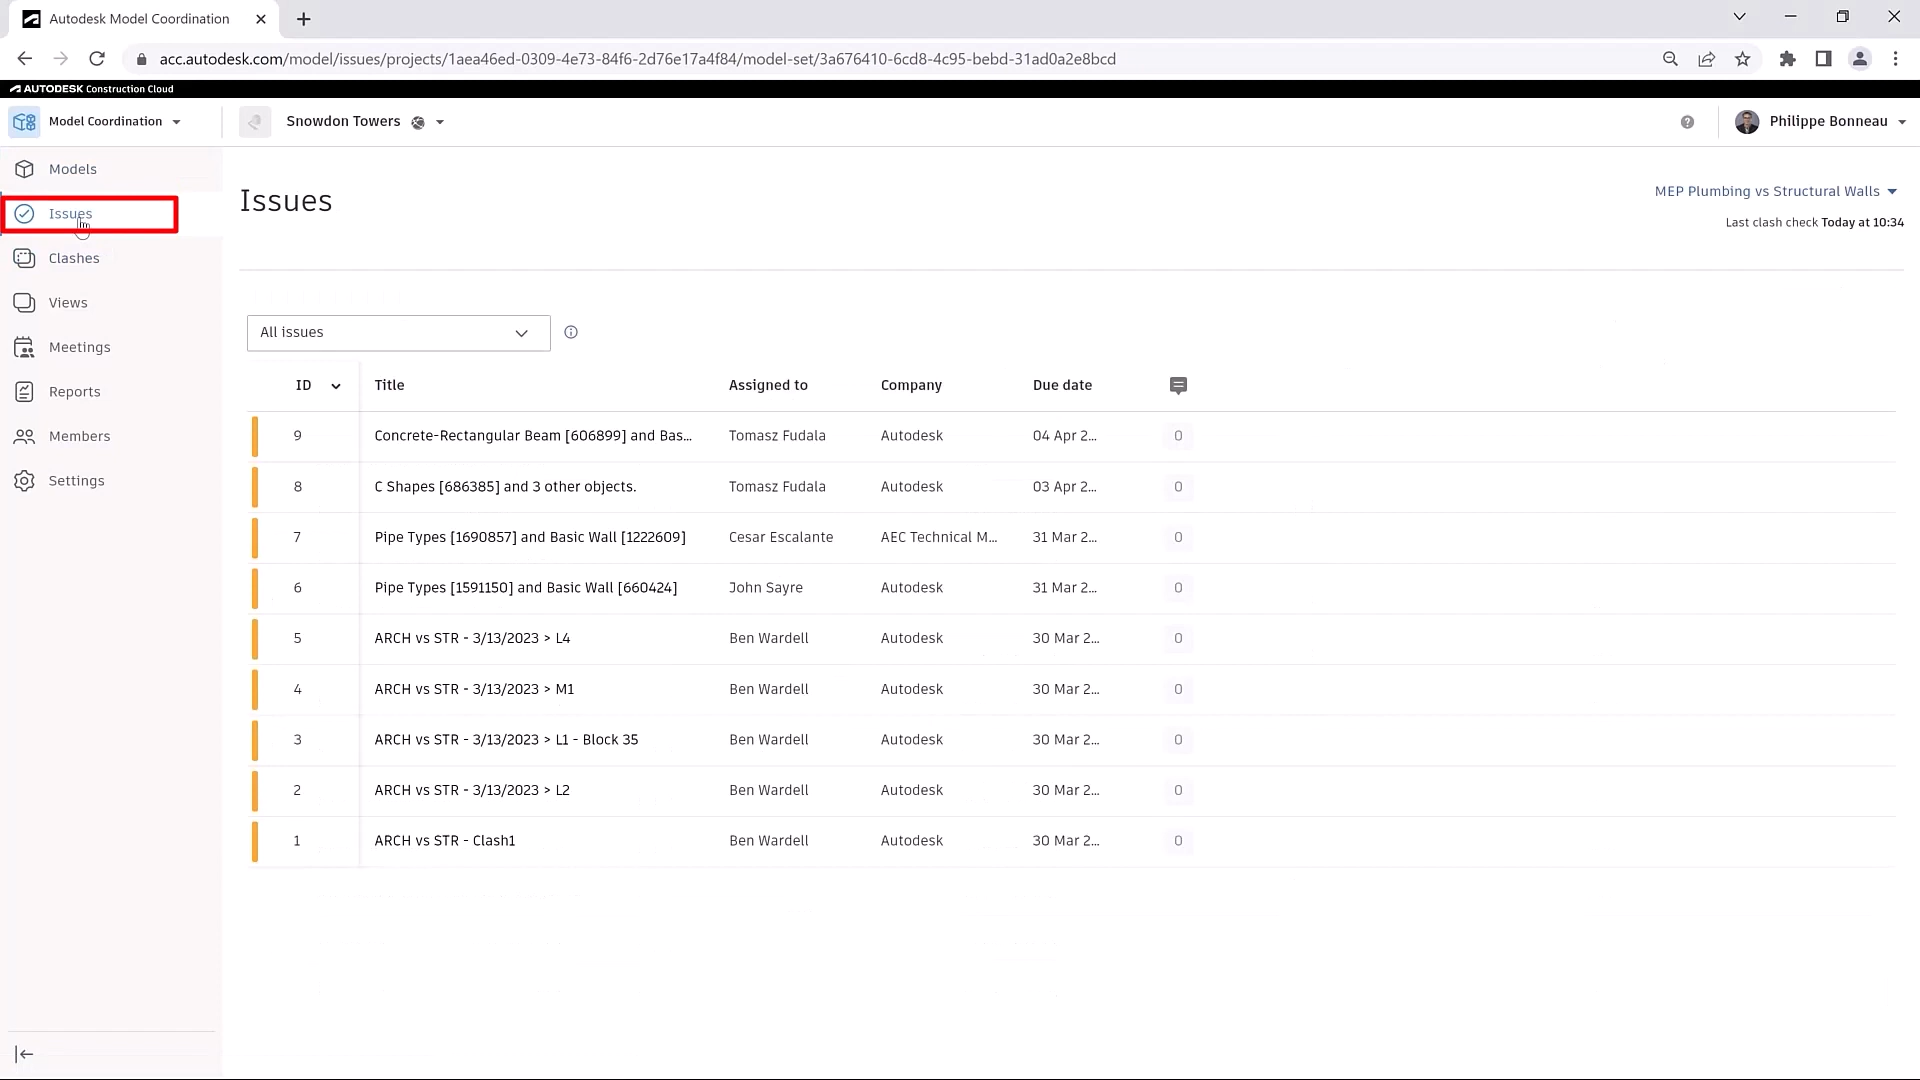 Autodesk Model Coordination
acc.autodesk.com/model/issues/projects/1aea46ed-0309-4e73-84f6-2d76e17a4f84/model-set/3a676410-6cd8-4c95-bebd-31ad0a2e8bcd
AUTODESK Construction Cloud
Model Coordination
Snowdon Towers
Philippe Bonneau
Models
Issues
Clashes
Views
Meetings
Reports
Members
Settings
Issues
MEP Plumbing vs Structural Walls
Last clash check Today at 10:34
All issues
ID Title Assigned to Company Due date
9 Concrete-Rectangular Beam [606899] and Bas... Tomasz Fudala Autodesk 04 Apr 2... 0
8 C Shapes [686385] and 3 other objects. Tomasz Fudala Autodesk 03 Apr 2... 0
7 Pipe Types [1690857] and Basic Wall [1222609] Cesar Escalante AEC Technical M... 31 Mar 2... 0
6 Pipe Types [1591150] and Basic Wall [660424] John Sayre Autodesk 31 Mar 2... 0
5 ARCH vs STR - 3/13/2023 > L4 Ben Wardell Autodesk 30 Mar 2... 0
4 ARCH vs STR - 3/13/2023 > M1 Ben Wardell Autodesk 30 Mar 2... 0
3 ARCH vs STR - 3/13/2023 > L1 - Block 35 Ben Wardell Autodesk 30 Mar 2... 0
2 ARCH vs STR - 3/13/2023 > L2 Ben Wardell Autodesk 30 Mar 2... 0
1 ARCH vs STR - Clash1 Ben Wardell Autodesk 30 Mar 2... 0